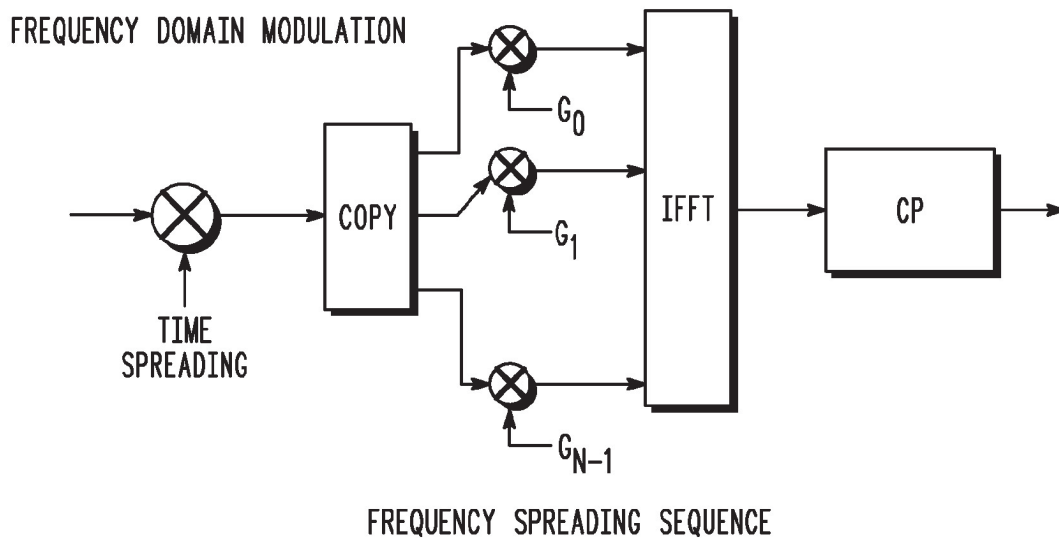 FREQUENCY DOMAIN MODULATION
G0
COPY
IFFT
CP
G1
TIME
SPREADING
GN-1
FREQUENCY SPREADING SEQUENCE